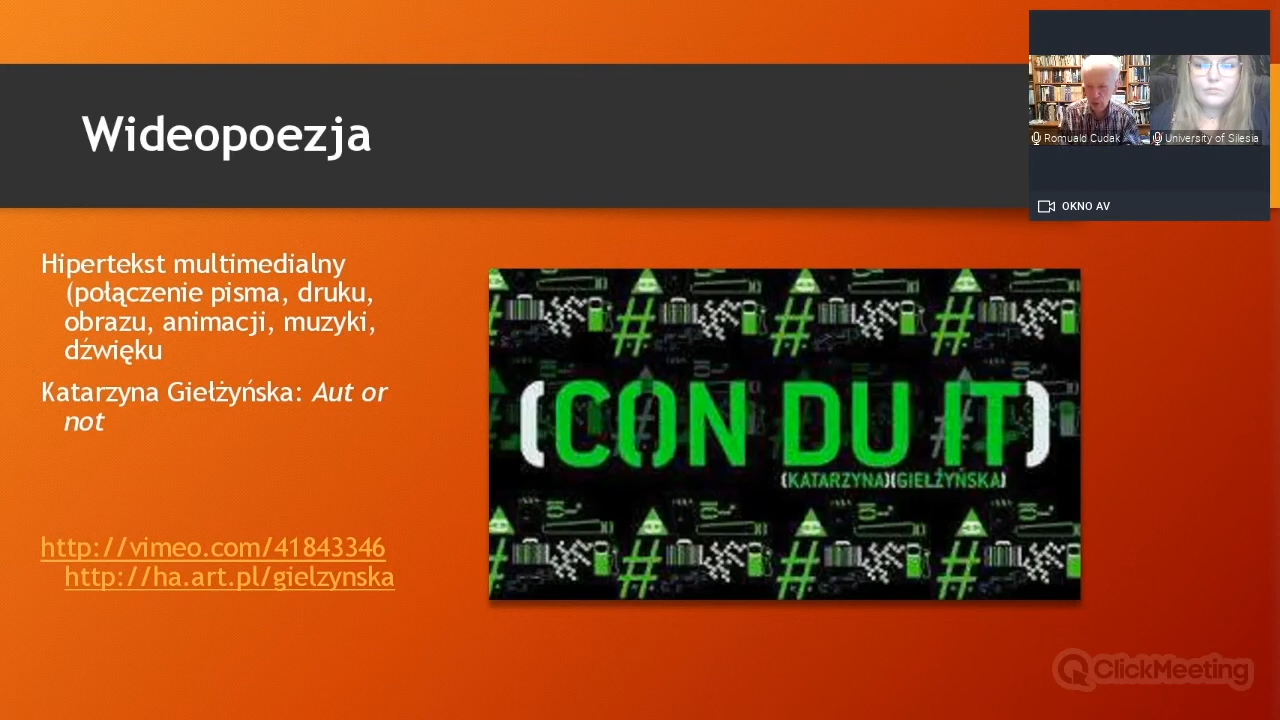 Wideopoezja
Romuald Cudak
University of Silesia
OKNO AV
Hipertekst multimedialny
(połączenie pisma, druku,
obrazu, animacji, muzyki,
dźwięku
Katarzyna Giełżyńska: Aut or
not
http://vimeo.com/41843346
http://ha.art.pl/gielzynska
(CON DU IT)
(KATARZYNA)(GIEŁŻYŃSKA)
ClickMeeting